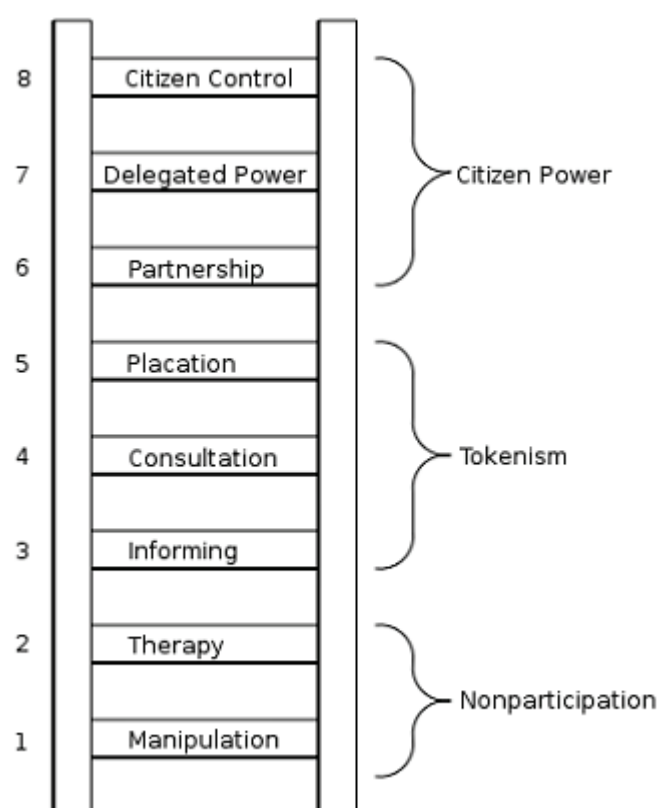 8 Citizen Control
7 Delegated Power
Citizen Power
6 Partnership
5 Placation
4 Consultation
Tokenism
3 Informing
2 Therapy
Nonparticipation
1 Manipulation